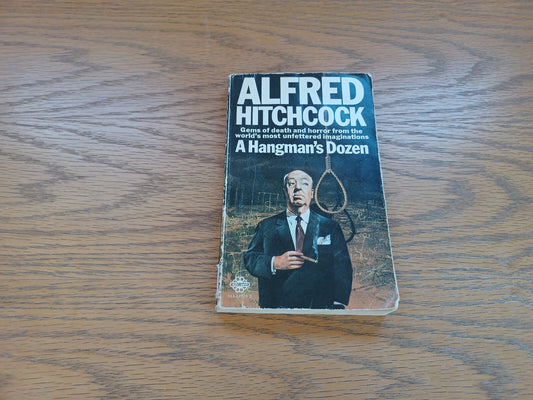 ALFRED
HITCHCOCK
Gems of death and horror from the
world's most unfettered imaginations
A Hangman's Dozen